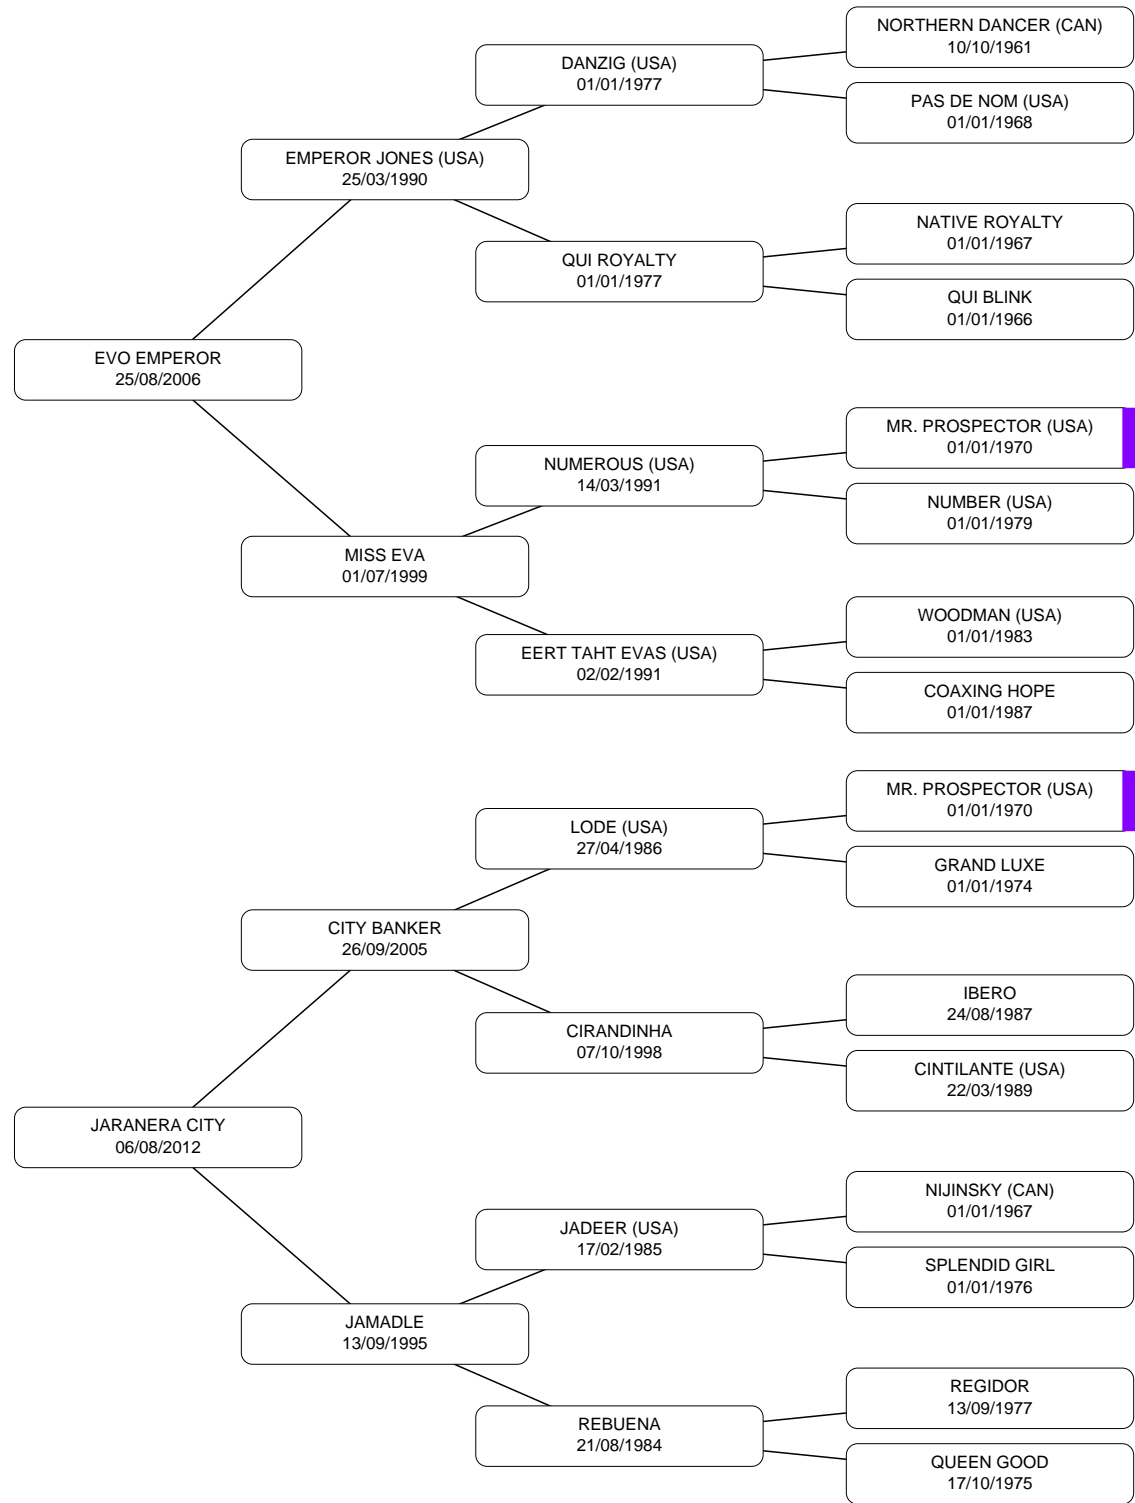 NORTHERN DANCER (CAN)
10/10/1961
DANZIG (USA)
01/01/1977
PAS DE NOM (USA)
01/01/1968
EMPEROR JONES (USA)
25/03/1990
NATIVE ROYALTY
01/01/1967
QUI ROYALTY
01/01/1977
QUI BLINK
01/01/1966
EVO EMPEROR
25/08/2006
MR. PROSPECTOR (USA)
01/01/1970
NUMEROUS (USA)
14/03/1991
NUMBER (USA)
01/01/1979
MISS EVA
01/07/1999
WOODMAN (USA)
01/01/1983
EERT TAHT EVAS (USA)
02/02/1991
COAXING HOPE
01/01/1987
MR. PROSPECTOR (USA)
01/01/1970
LODE (USA)
27/04/1986
GRAND LUXE
01/01/1974
CITY BANKER
26/09/2005
IBERO
24/08/1987
CIRANDINHA
07/10/1998
CINTILANTE (USA)
22/03/1989
JARANERA CITY
06/08/2012
NIJINSKY (CAN)
01/01/1967
JADEER (USA)
17/02/1985
SPLENDID GIRL
01/01/1976
JAMADLE
13/09/1995
REGIDOR
13/09/1977
REBUENA
21/08/1984
QUEEN GOOD
17/10/1975